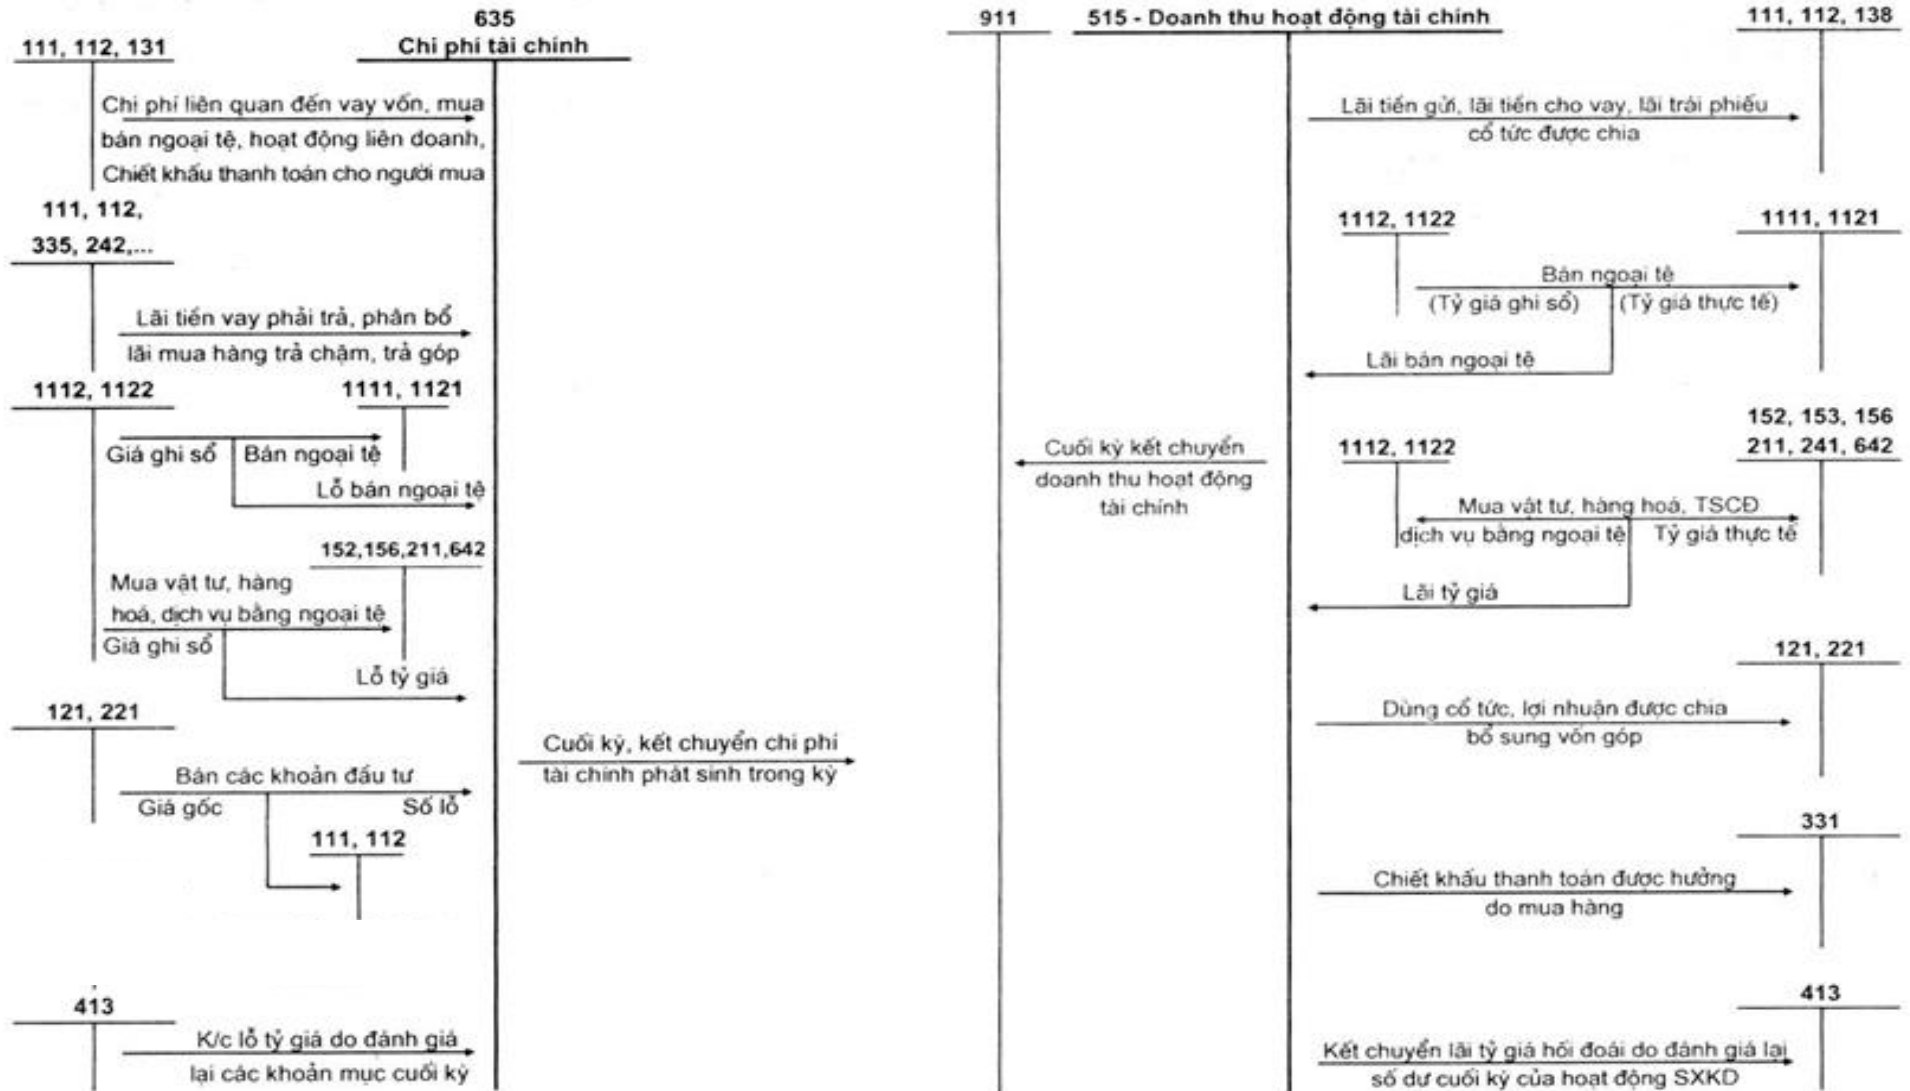 635
111, 112, 131
Chi phí tài chính
Chi phí liên quan đến vay vốn, mua
bán ngoại tệ, hoạt động liên doanh,
Chiết khấu thanh toán cho người mua
111, 112,
335, 242,...
Lãi tiền vay phải trả, phân bổ
lãi mua hàng trả chậm, trả góp
1112, 1122
1111, 1121
Giá ghi sổ
Bán ngoại tệ
Lỗ bán ngoại tệ
152,156,211,642
Mua vật tư, hàng
hoá, dịch vụ bằng ngoại tệ
Giá ghi sổ
Lỗ tỷ giá
121, 221
Bán các khoản đầu tư
Giá gốc
Số lỗ
111, 112
413
K/c lỗ tỷ giá do đánh giá
lại các khoản mục cuối kỳ
Cuối kỳ, kết chuyển chi phí
tài chính phát sinh trong kỳ
911
515 - Doanh thu hoạt động tài chính
111, 112, 138
Lãi tiền gửi, lãi tiền cho vay, lãi trái phiếu
cổ tức được chia
1112, 1122
1111, 1121
Bán ngoại tệ
(Tỷ giá ghi sổ)
(Tỷ giá thực tế)
Lãi bán ngoại tệ
Cuối kỳ kết chuyển
doanh thu hoạt động
tài chính
1112, 1122
152, 153, 156
211, 241, 642
Mua vật tư, hàng hoá, TSCĐ
dịch vụ bằng ngoại tệ
Tỷ giá thực tế
Lãi tỷ giá
121, 221
Dùng cổ tức, lợi nhuận được chia
bổ sung vốn góp
331
Chiết khấu thanh toán được hưởng
do mua hàng
413
Kết chuyển lãi tỷ giá hối đoái do đánh giá lại
số dư cuối kỳ của hoạt động SXKD